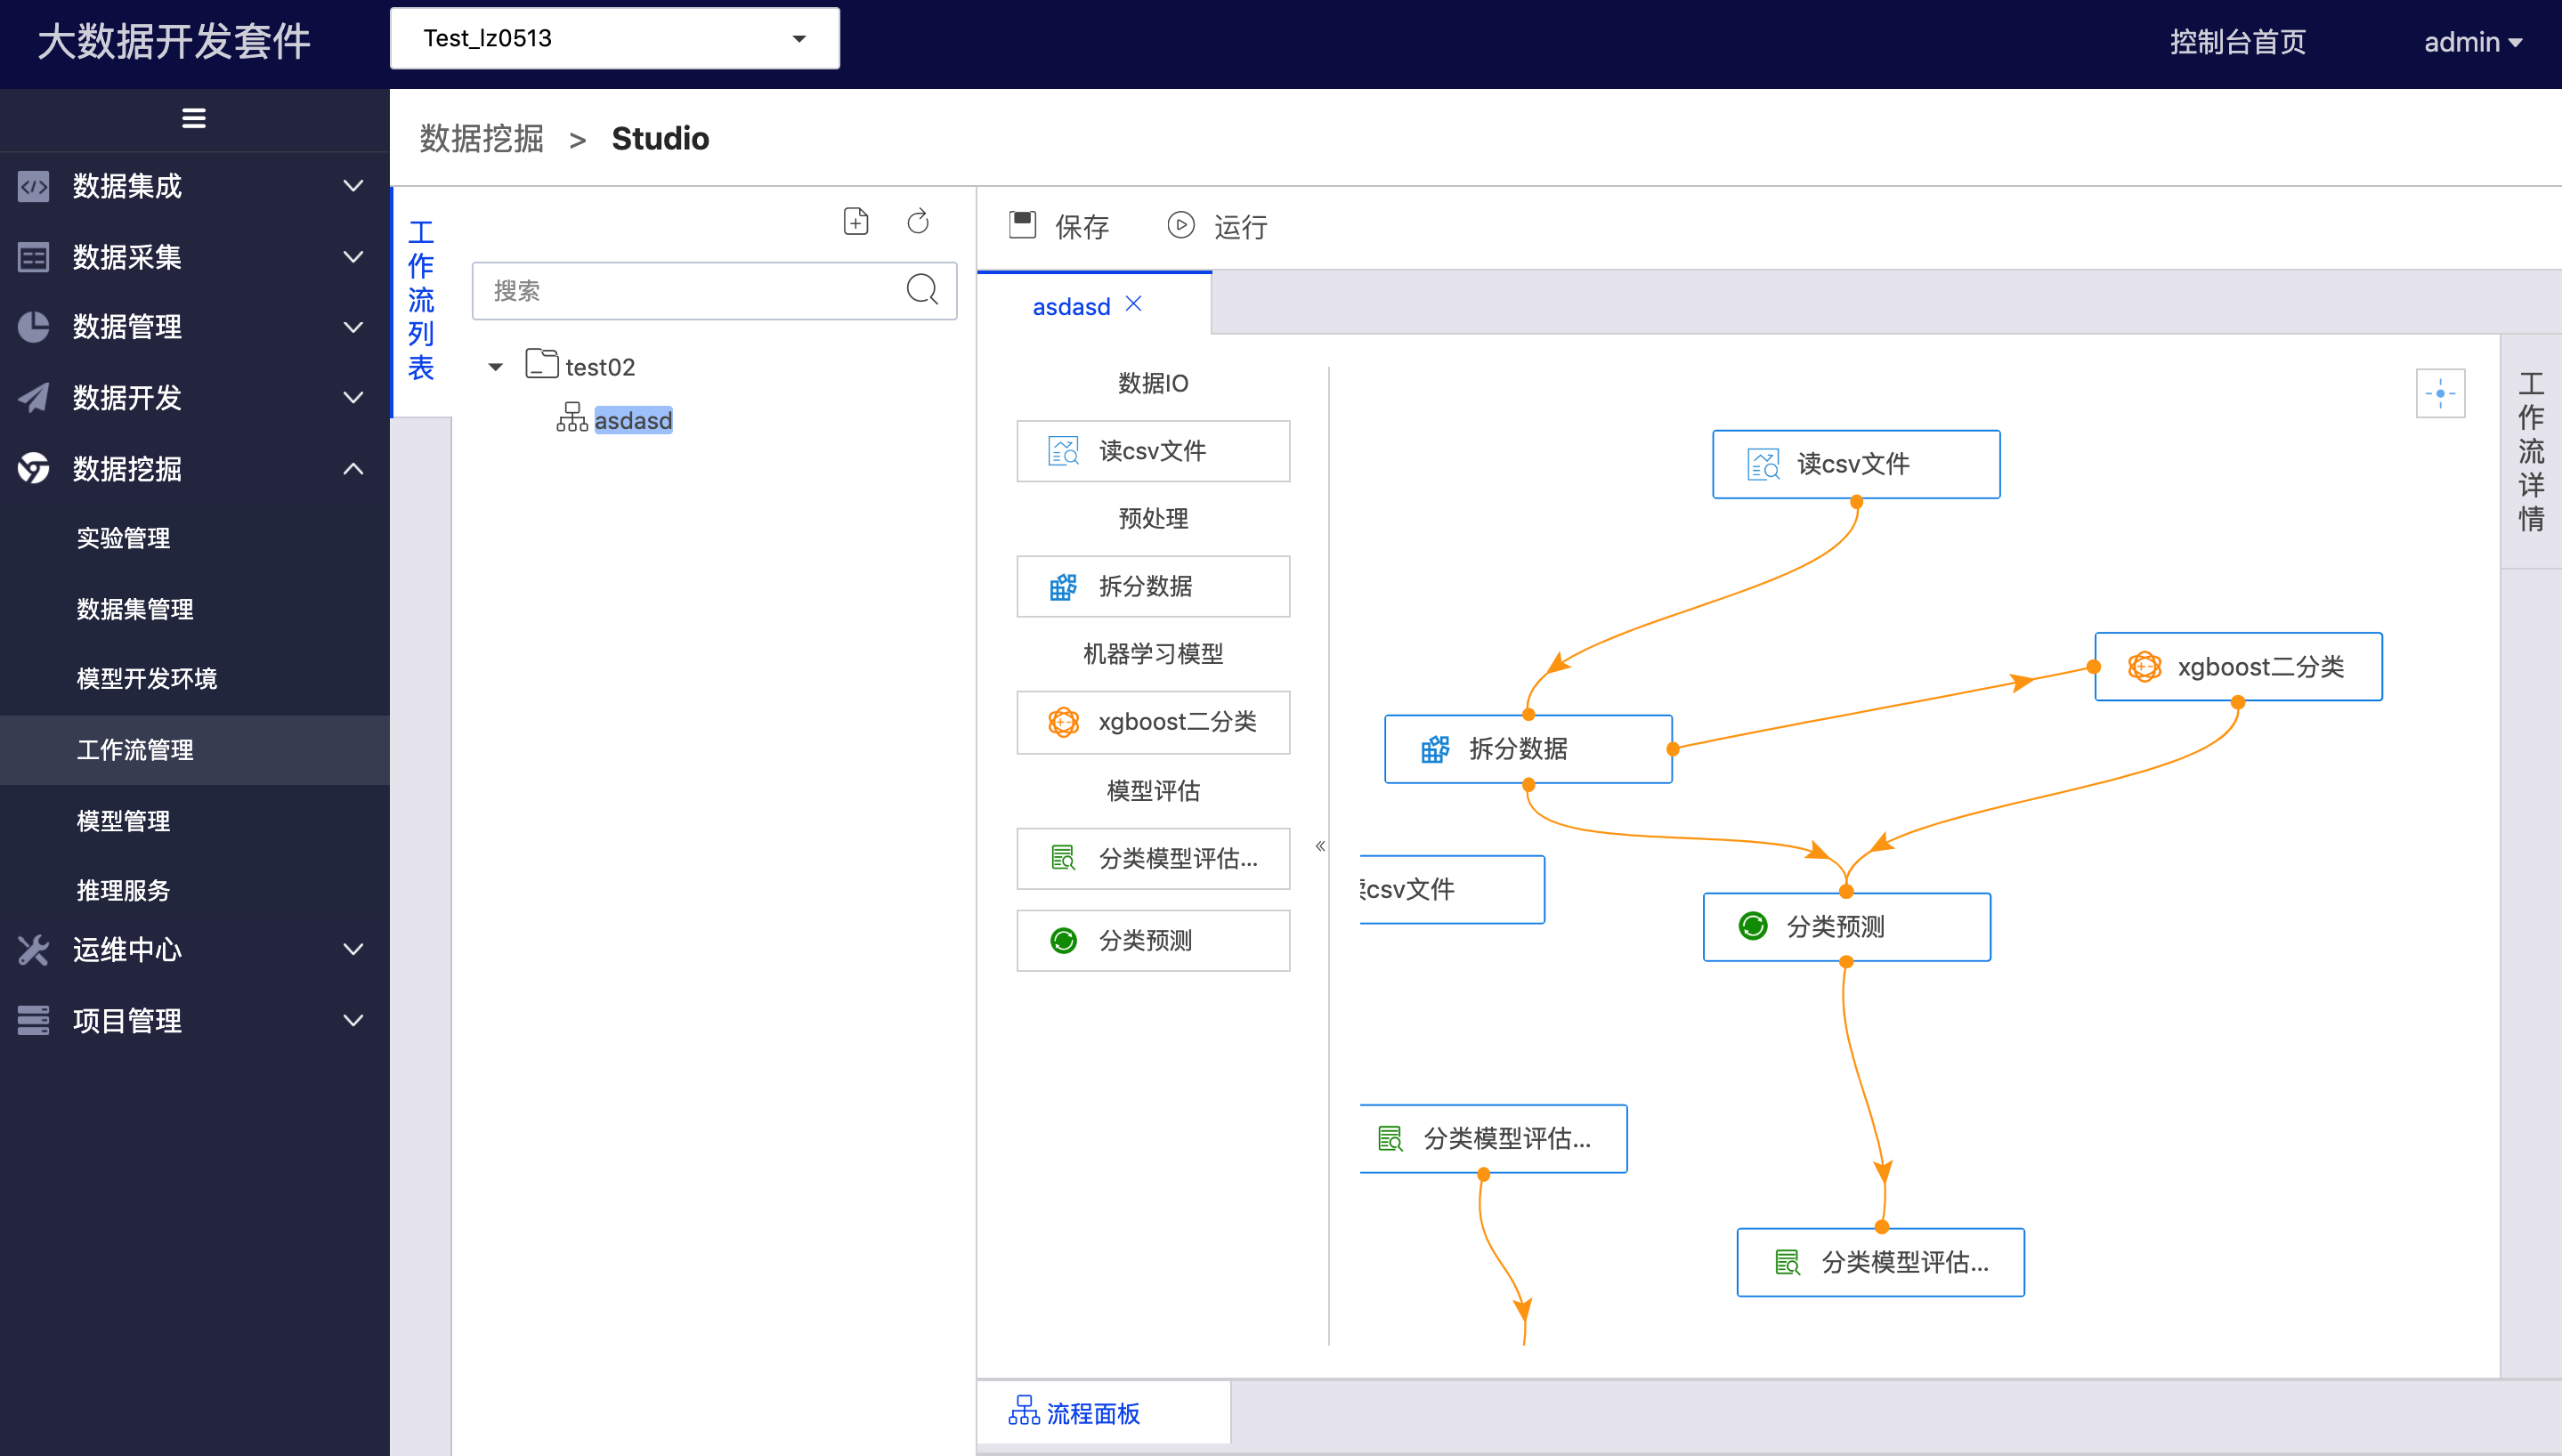 大数据开发套件
Test_lz0513
控制台首页
admin
数据集成
数据采集
数据管理
数据开发
数据挖掘
实验管理
数据集管理
模型开发环境
工作流管理
模型管理
推理服务
运维中心
项目管理
数据挖掘 > Studio
工作流列表
搜索
test02
asdasd
保存
运行
asdasd
数据IO
读csv文件
预处理
拆分数据
机器学习模型
xgboost二分类
模型评估
分类模型评估...
分类预测
«
读csv文件
xgboost二分类
拆分数据
csv文件
分类预测
分类模型评估...
分类模型评估...
工作流详情
流程面板